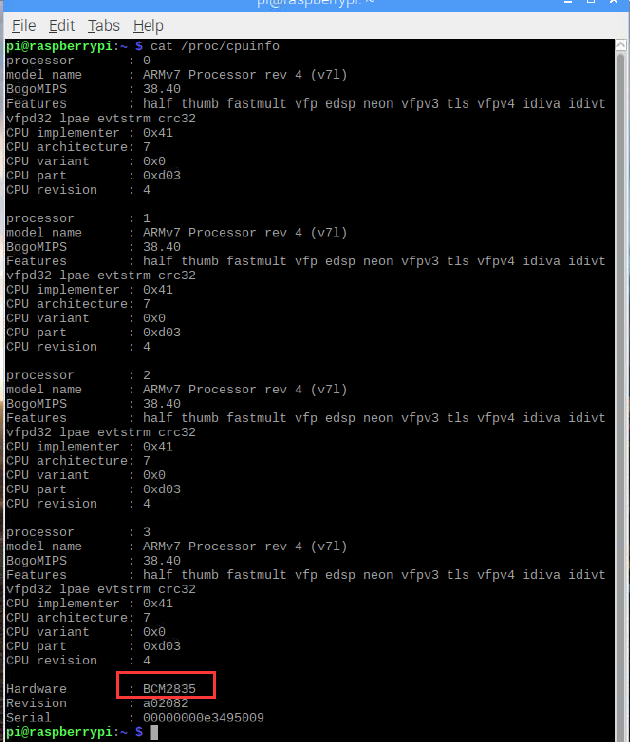 pi@raspberrypi: ~
File Edit Tabs Help
pi@raspberrypi:~ $ cat /proc/cpuinfo
processor : 0
model name : ARMv7 Processor rev 4 (v7l)
BogoMIPS : 38.40
Features : half thumb fastmult vfp edsp neon vfpv3 tls vfpv4 idiva idivt
vfpd32 lpae evtstrm crc32
CPU implementer : 0x41
CPU architecture: 7
CPU variant : 0x0
CPU part : 0xd03
CPU revision : 4
processor : 1
model name : ARMv7 Processor rev 4 (v7l)
BogoMIPS : 38.40
Features : half thumb fastmult vfp edsp neon vfpv3 tls vfpv4 idiva idivt
vfpd32 lpae evtstrm crc32
CPU implementer : 0x41
CPU architecture: 7
CPU variant : 0x0
CPU part : 0xd03
CPU revision : 4
processor : 2
model name : ARMv7 Processor rev 4 (v7l)
BogoMIPS : 38.40
Features : half thumb fastmult vfp edsp neon vfpv3 tls vfpv4 idiva idivt
vfpd32 lpae evtstrm crc32
CPU implementer : 0x41
CPU architecture: 7
CPU variant : 0x0
CPU part : 0xd03
CPU revision : 4
processor : 3
model name : ARMv7 Processor rev 4 (v7l)
BogoMIPS : 38.40
Features : half thumb fastmult vfp edsp neon vfpv3 tls vfpv4 idiva idivt
vfpd32 lpae evtstrm crc32
CPU implementer : 0x41
CPU architecture: 7
CPU variant : 0x0
CPU part : 0xd03
CPU revision : 4
Hardware : BCM2835
Revision : a02082
Serial : 00000000e3495009
pi@raspberrypi:~ $